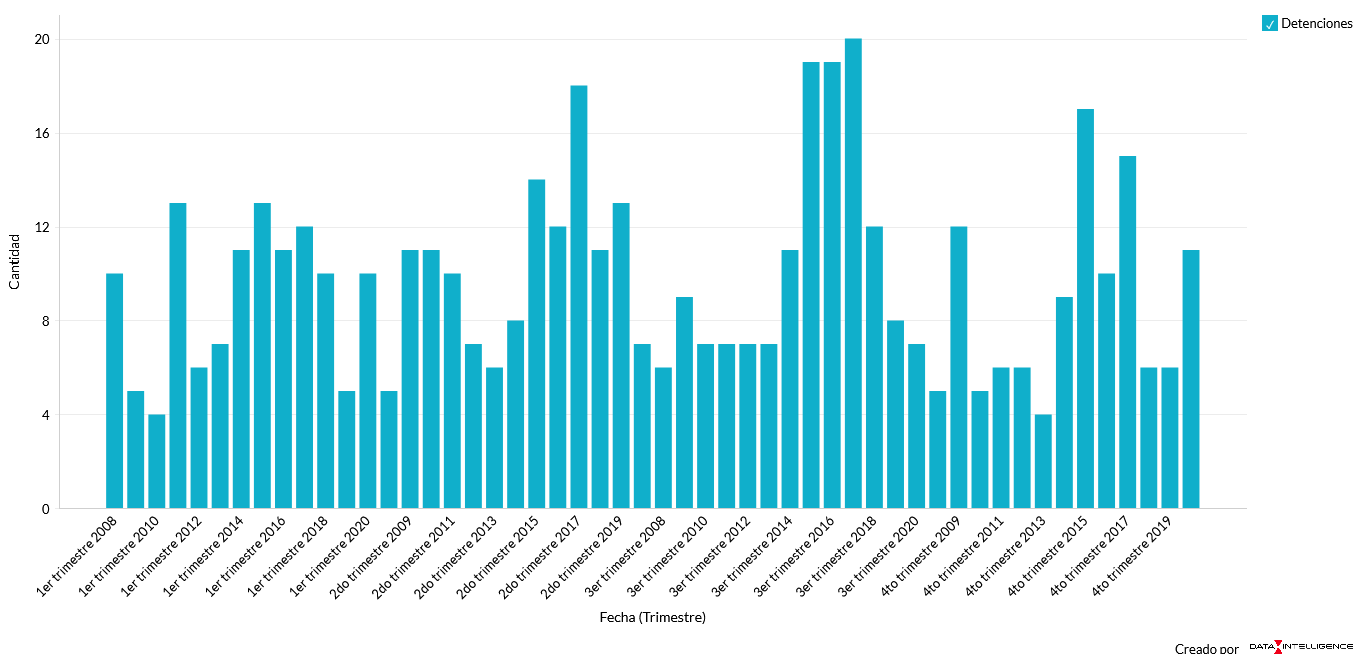 Detenciones
20
16
12
8
4
0
Cantidad
1er trimestre 2008
1er trimestre 2010
1er trimestre 2012
1er trimestre 2014
1er trimestre 2016
1er trimestre 2018
1er trimestre 2020
2do trimestre 2009
2do trimestre 2011
2do trimestre 2013
2do trimestre 2015
2do trimestre 2017
2do trimestre 2019
3er trimestre 2008
3er trimestre 2010
3er trimestre 2012
3er trimestre 2014
3er trimestre 2016
3er trimestre 2018
3er trimestre 2020
4to trimestre 2009
4to trimestre 2011
4to trimestre 2013
4to trimestre 2015
4to trimestre 2017
4to trimestre 2019
Fecha (Trimestre)
Creado por DATA INTELLIGENCE